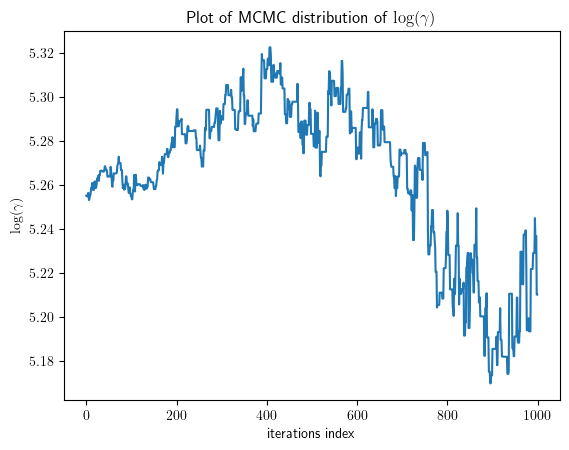 Plot of MCMC distribution of log(γ)
log(γ)
5.32
5.30
5.28
5.26
5.24
5.22
5.20
5.18
0 200 400 600 800 1000
iterations index